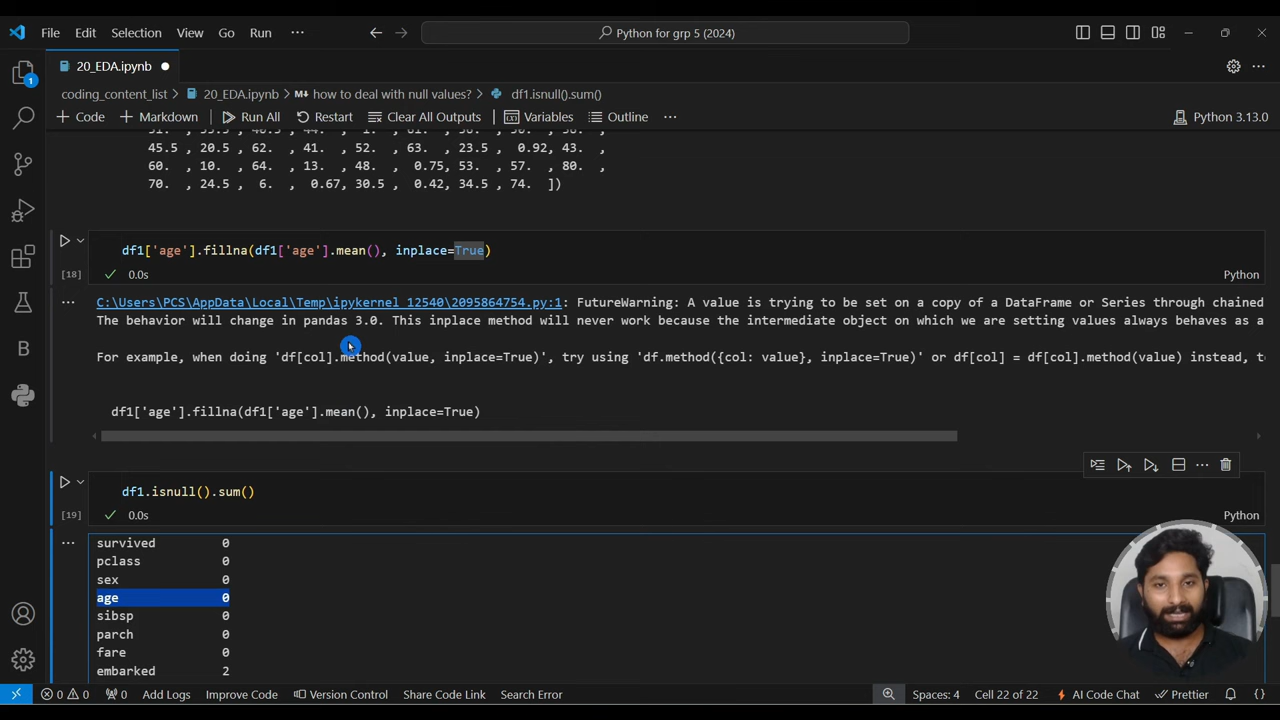 File Edit Selection View Go Run ··· Python for grp 5 (2024)
20_EDA.ipynb
coding_content_list > 20_EDA.ipynb > how to deal with null values? > df1.isnull().sum()
+ Code + Markdown Run All Restart Clear All Outputs Variables Outline ··· Python 3.13.0
45.5 , 20.5 , 62. , 41. , 52. , 63. , 23.5 , 0.92, 43. ,
60. , 10. , 64. , 13. , 48. , 0.75, 53. , 57. , 80. ,
70. , 24.5 , 6. , 0.67, 30.5 , 0.42, 34.5 , 74. ])
df1['age'].fillna(df1['age'].mean(), inplace=True)
[18] 0.0s Python
C:\Users\PCS\AppData\Local\Temp\ipykernel_12540\2095864754.py:1: FutureWarning: A value is trying to be set on a copy of a DataFrame or Series through chained
The behavior will change in pandas 3.0. This inplace method will never work because the intermediate object on which we are setting values always behaves as a
For example, when doing 'df[col].method(value, inplace=True)', try using 'df.method({col: value}, inplace=True)' or df[col] = df[col].method(value) instead, to
df1['age'].fillna(df1['age'].mean(), inplace=True)
df1.isnull().sum()
[19] 0.0s Python
survived 0
pclass 0
sex 0
age 0
sibsp 0
parch 0
fare 0
embarked 2
0 0 0 Add Logs Improve Code Version Control Share Code Link Search Error Spaces: 4 Cell 22 of 22 AI Code Chat Prettier